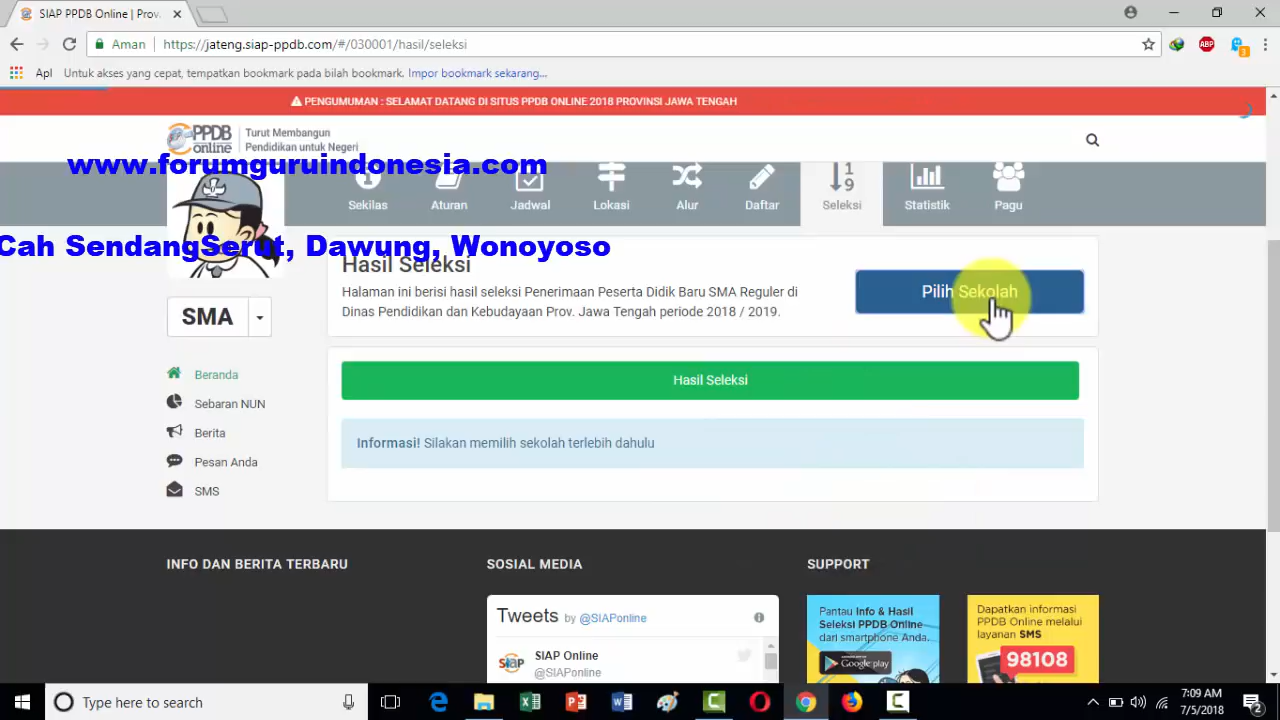 SIAP PPDB Online | Prov.
Aman
https://jateng.siap-ppdb.com/#/030001/hasil/seleksi
ABP
3
Apl
Untuk akses yang cepat, tempatkan bookmark pada bilah bookmark. Impor bookmark sekarang...
PENGUMUMAN : SELAMAT DATANG DI SITUS PPDB ONLINE 2018 PROVINSI JAWA TENGAH
PPDB online
Turut Membangun
Pendidikan untuk Negeri
www.forumguruindonesia.com
Sekilas
Aturan
Jadwal
Lokasi
Alur
Daftar
1
9
Seleksi
Statistik
Pagu
Cah SendangSerut, Dawung, Wonoyoso
Hasil Seleksi
Halaman ini berisi hasil seleksi Penerimaan Peserta Didik Baru SMA Reguler di
Dinas Pendidikan dan Kebudayaan Prov. Jawa Tengah periode 2018 / 2019.
Pilih Sekolah
SMA
Beranda
Sebaran NUN
Berita
Pesan Anda
SMS
Hasil Seleksi
Informasi! Silakan memilih sekolah terlebih dahulu
INFO DAN BERITA TERBARU
SOSIAL MEDIA
SUPPORT
Tweets by @SIAPonline
SIAP
SIAP Online
@SIAPonline
Pantau Info & Hasil
Seleksi PPDB Online
dari smartphone Anda.
Google play
Dapatkan informasi
PPDB Online melalui
layanan SMS
98108
Type here to search
7:09 AM
7/5/2018
2